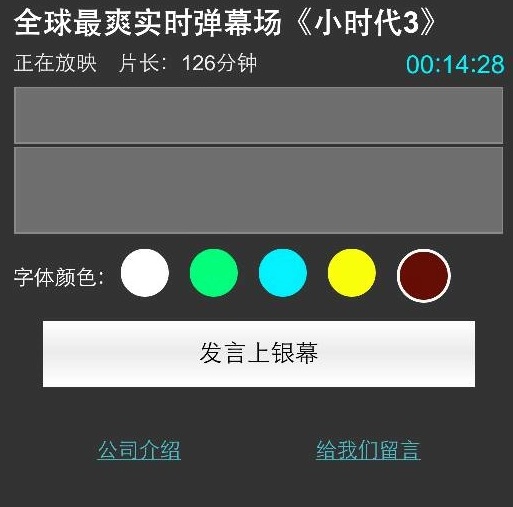 全球最爽实时弹幕场《小时代3》
正在放映 片长：126分钟 00:14:28
字体颜色：
发言上银幕
公司介绍 给我们留言